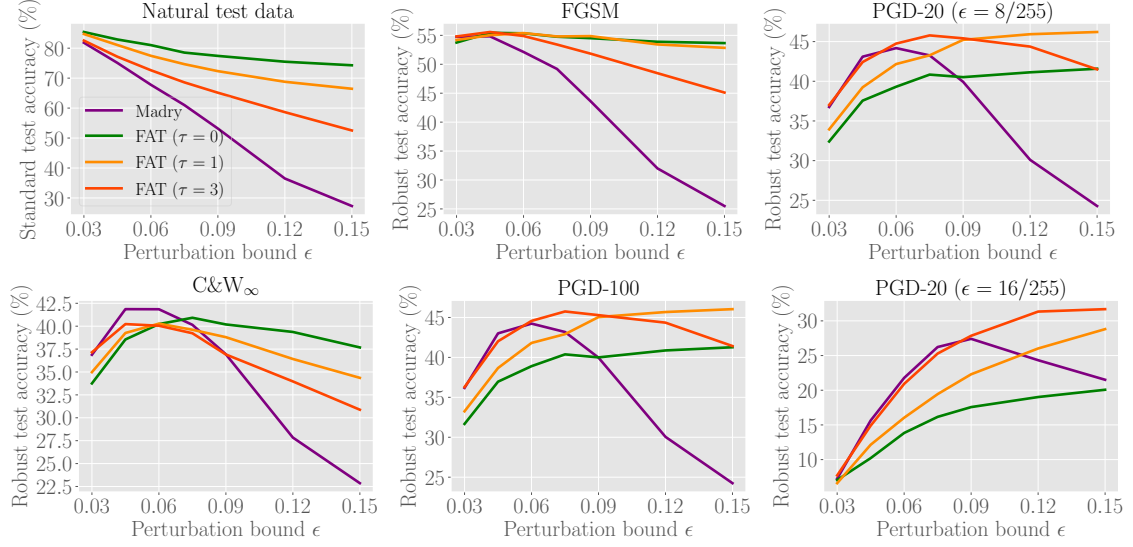 Natural test data
Standard test accuracy (%)
80
70
60
50
40
30
Madry
FAT (τ = 0)
FAT (τ = 1)
FAT (τ = 3)
0.03 0.06 0.09 0.12 0.15
Perturbation bound ϵ
FGSM
Robust test accuracy (%)
55
50
45
40
35
30
25
0.03 0.06 0.09 0.12 0.15
Perturbation bound ϵ
PGD-20 (ϵ = 8/255)
Robust test accuracy (%)
45
40
35
30
25
0.03 0.06 0.09 0.12 0.15
Perturbation bound ϵ
C&W∞
Robust test accuracy (%)
42.5
40.0
37.5
35.0
32.5
30.0
27.5
25.0
22.5
0.03 0.06 0.09 0.12 0.15
Perturbation bound ϵ
PGD-100
Robust test accuracy (%)
45
40
35
30
25
0.03 0.06 0.09 0.12 0.15
Perturbation bound ϵ
PGD-20 (ϵ = 16/255)
Robust test accuracy (%)
30
25
20
15
10
0.03 0.06 0.09 0.12 0.15
Perturbation bound ϵ